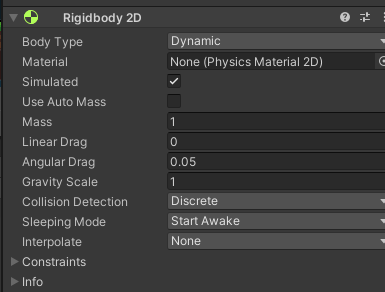 Rigidbody 2D
Body Type Dynamic
Material None (Physics Material 2D)
Simulated
Use Auto Mass
Mass 1
Linear Drag 0
Angular Drag 0.05
Gravity Scale 1
Collision Detection Discrete
Sleeping Mode Start Awake
Interpolate None
Constraints
Info